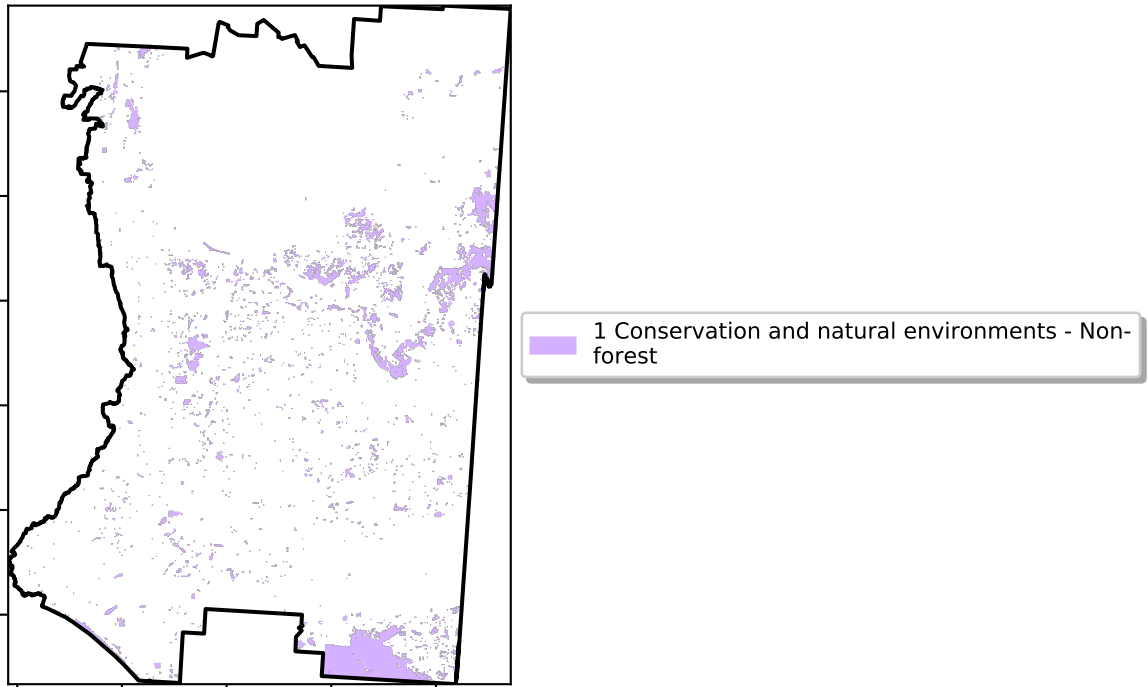 1 Conservation and natural environments - Non-
forest